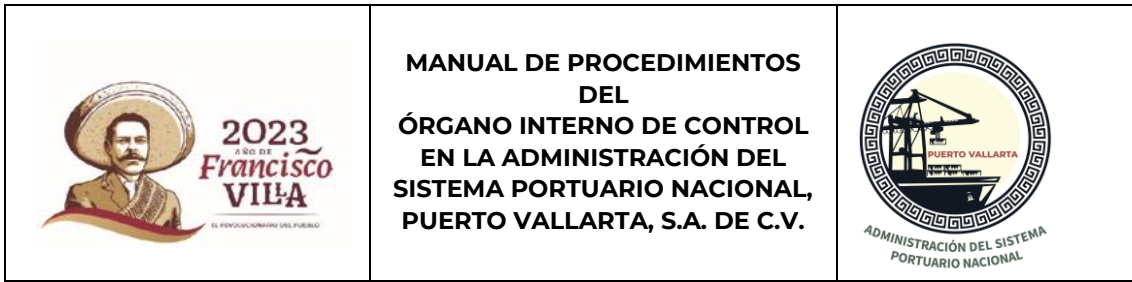 2023
AÑO DE
Francisco
VILLA
EL REVOLUCIONARIO DEL PUEBLO
MANUAL DE PROCEDIMIENTOS
DEL
ÓRGANO INTERNO DE CONTROL
EN LA ADMINISTRACIÓN DEL
SISTEMA PORTUARIO NACIONAL,
PUERTO VALLARTA, S.A. DE C.V.
PUERTO VALLARTA
ADMINISTRACIÓN DEL SISTEMA
PORTUARIO NACIONAL